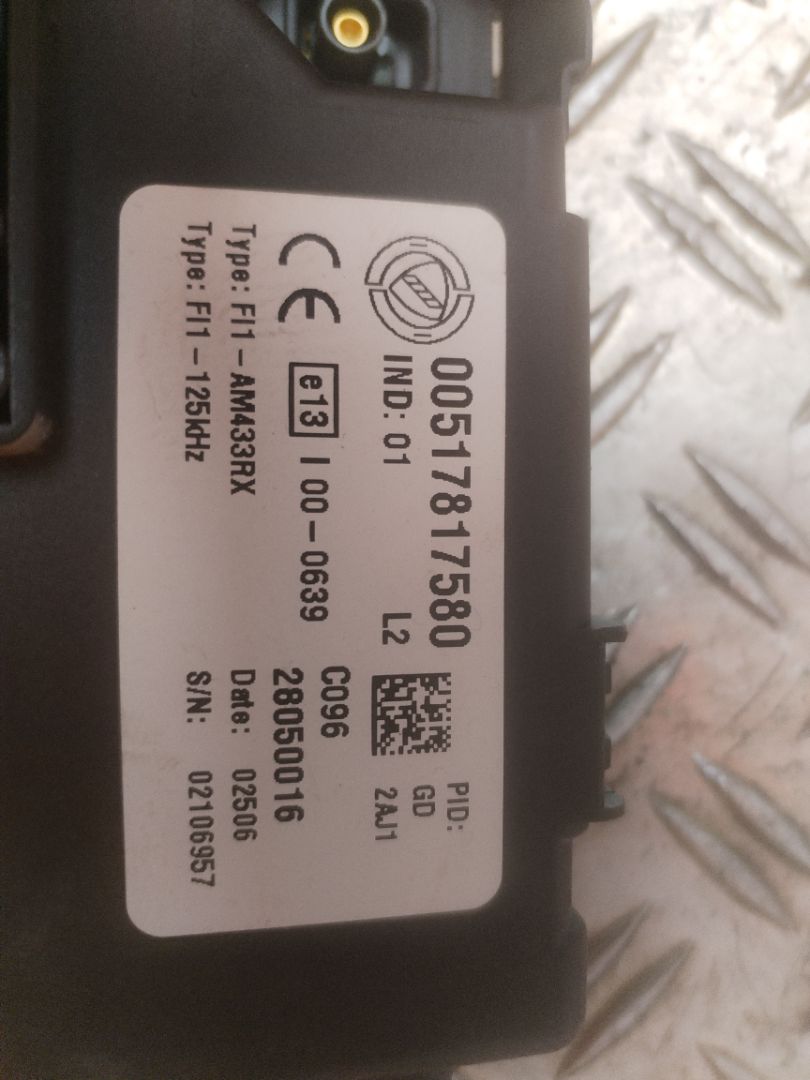 00517817580
IND: 01
L2
PID:
GD
2AJ1
CE
e13
I 00-0639
C096
28050016
Type: FI1-AM433RX
Date: 02506
Type: FI1-125kHz
S/N: 02106957